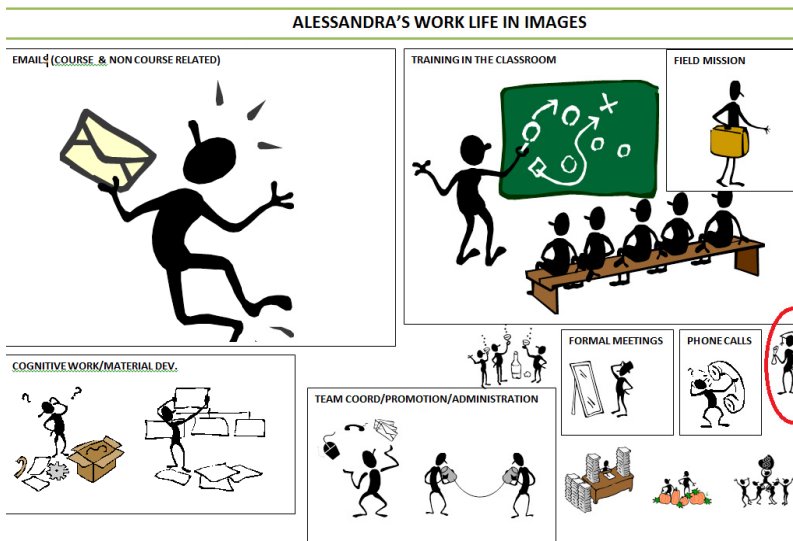 ALESSANDRA'S WORK LIFE IN IMAGES
EMAILS (COURSE & NON COURSE RELATED)
TRAINING IN THE CLASSROOM
FIELD MISSION
COGNITIVE WORK/MATERIAL DEV.
TEAM COORD/PROMOTION/ADMINISTRATION
FORMAL MEETINGS
PHONE CALLS